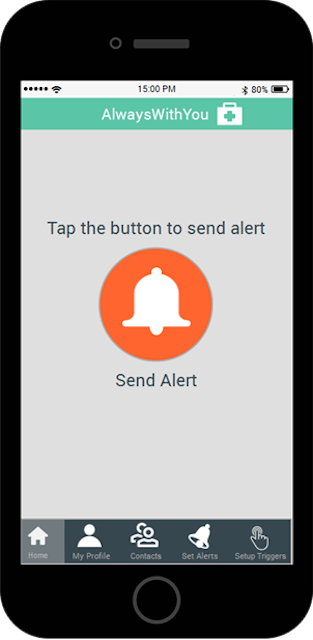 15:00 PM
80%
AlwaysWithYou
Tap the button to send alert
Send Alert
Home
My Profile
Contacts
Set Alerts
Setup Triggers